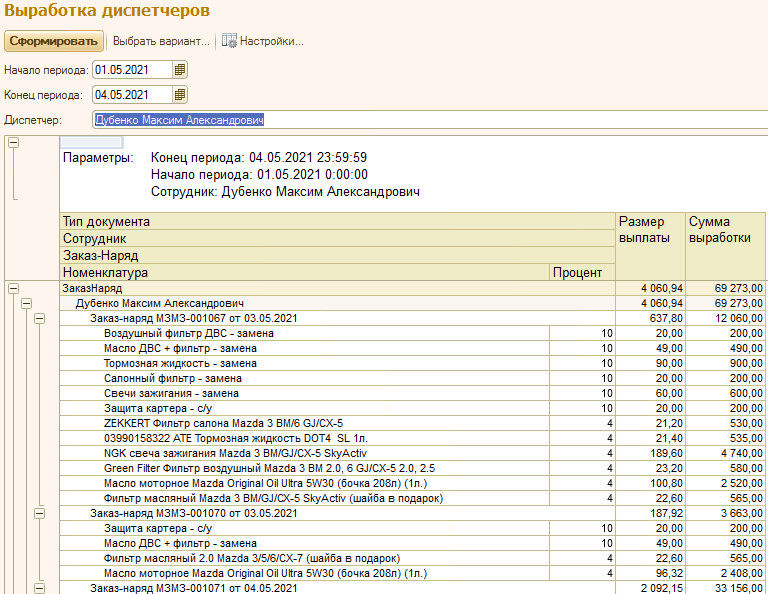 Выработка диспетчеров
Сформировать Выбрать вариант... Настройки...
Начало периода: 01.05.2021
Конец периода: 04.05.2021
Диспетчер: Дубенко Максим Александрович
Параметры: Конец периода: 04.05.2021 23:59:59
Начало периода: 01.05.2021 0:00:00
Сотрудник: Дубенко Максим Александрович
Тип документа Размер выплаты Сумма выработки
Сотрудник
Заказ-Наряд
Номенклатура Процент
ЗаказНаряд 4 060,94 69 273,00
Дубенко Максим Александрович 4 060,94 69 273,00
Заказ-наряд МЗМЗ-001067 от 03.05.2021 637,80 12 060,00
Воздушный фильтр ДВС - замена 10 20,00 200,00
Масло ДВС + фильтр - замена 10 49,00 490,00
Тормозная жидкость - замена 10 90,00 900,00
Салонный фильтр - замена 10 20,00 200,00
Свечи зажигания - замена 10 60,00 600,00
Защита картера - с/у 10 20,00 200,00
ZEKKERT Фильтр салона Mazda 3 BM/6 GJ/CX-5 4 21,20 530,00
03990158322 ATE Тормозная жидкость DOT4 SL 1л. 4 21,40 535,00
NGK свеча зажигания Mazda 3 BM/GJ/CX-5 SkyActiv 4 189,60 4 740,00
Green Filter Фильтр воздушный Mazda 3 BM 2.0, 6 GJ/CX-5 2.0, 2.5 4 23,20 580,00
Масло моторное Mazda Original Oil Ultra 5W30 (бочка 208л) (1л.) 4 100,80 2 520,00
Фильтр масляный Mazda 3 BM/GJ/CX-5 SkyActiv (шайба в подарок) 4 22,60 565,00
Заказ-наряд МЗМЗ-001070 от 03.05.2021 187,92 3 663,00
Защита картера - с/у 10 20,00 200,00
Масло ДВС + фильтр - замена 10 49,00 490,00
Фильтр масляный 2.0 Mazda 3/5/6/CX-7 (шайба в подарок) 4 22,60 565,00
Масло моторное Mazda Original Oil Ultra 5W30 (бочка 208л) (1л.) 4 96,32 2 408,00
Заказ-наряд МЗМЗ-001071 от 04.05.2021 2 092,15 33 156,00